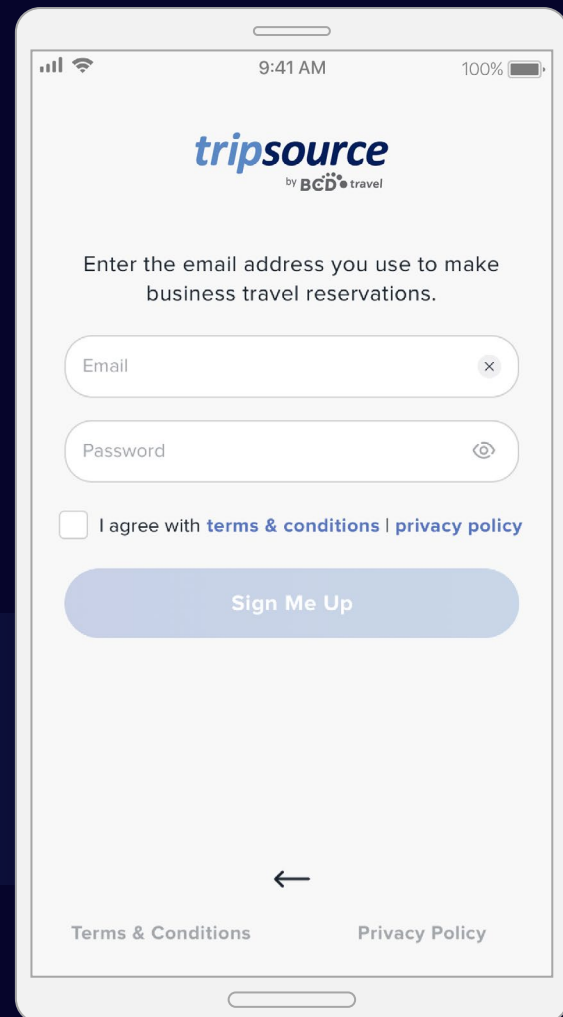 9:41 AM
100%
tripsource
by BCD travel
Enter the email address you use to make
business travel reservations.
Email
Password
I agree with terms & conditions | privacy policy
Sign Me Up
Terms & Conditions
Privacy Policy